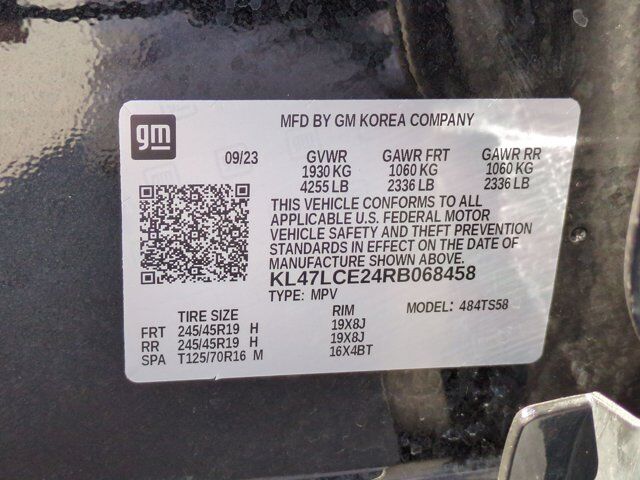 gm
MFD BY GM KOREA COMPANY
09/23 GVWR GAWR FRT GAWR RR
1930 KG 1060 KG 1060 KG
4255 LB 2336 LB 2336 LB
THIS VEHICLE CONFORMS TO ALL
APPLICABLE U.S. FEDERAL MOTOR
VEHICLE SAFETY AND THEFT PREVENTION
STANDARDS IN EFFECT ON THE DATE OF
MANUFACTURE SHOWN ABOVE.
KL47LCE24RB068458
TYPE: MPV MODEL: 484TS58
TIRE SIZE RIM
FRT 245/45R19 H 19X8J
RR 245/45R19 H 19X8J
SPA T125/70R16 M 16X4BT